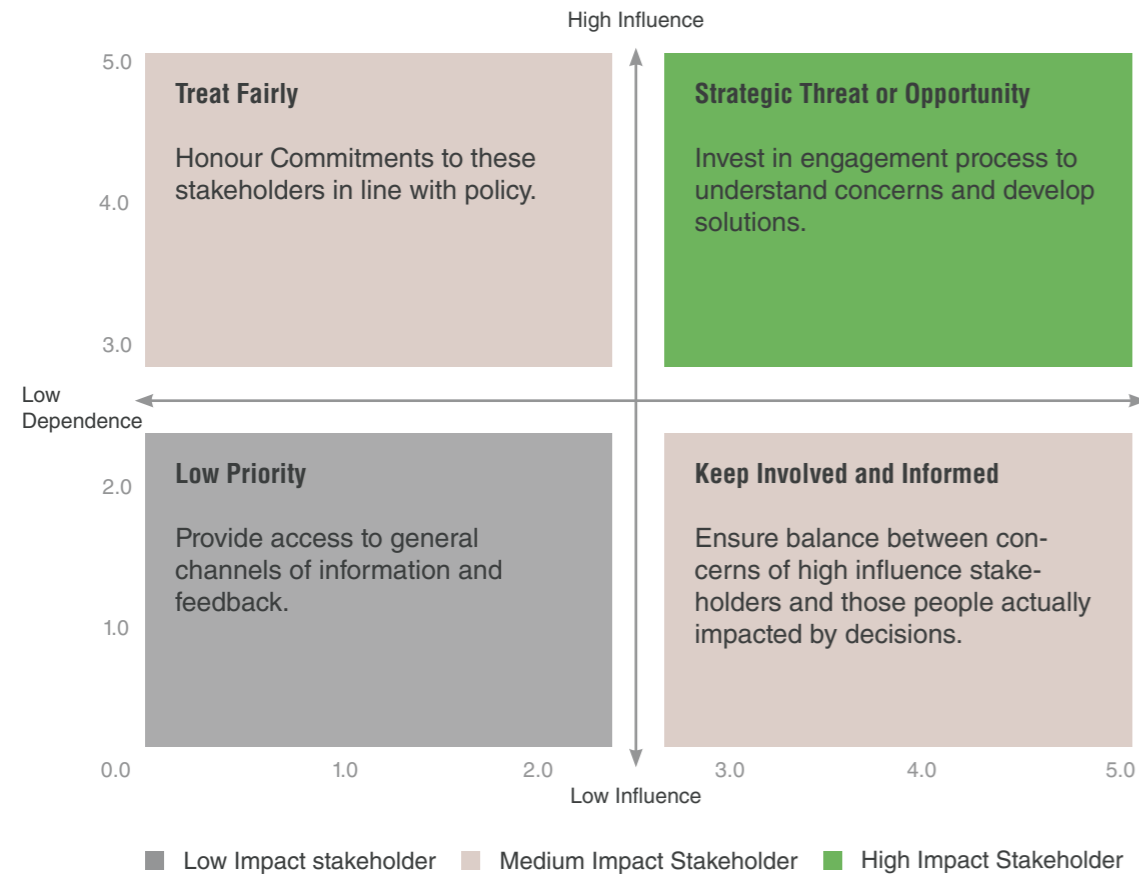 High Influence
5.0
4.0
3.0
2.0
1.0
Treat Fairly
Honour Commitments to these
stakeholders in line with policy.
Strategic Threat or Opportunity
Invest in engagement process to
understand concerns and develop
solutions.
Low
Dependence
Low Priority
Provide access to general
channels of information and
feedback.
Keep Involved and Informed
Ensure balance between con-
cerns of high influence stake-
holders and those people actually
impacted by decisions.
0.0 1.0 2.0 3.0 4.0 5.0
Low Influence
Low Impact stakeholder Medium Impact Stakeholder High Impact Stakeholder